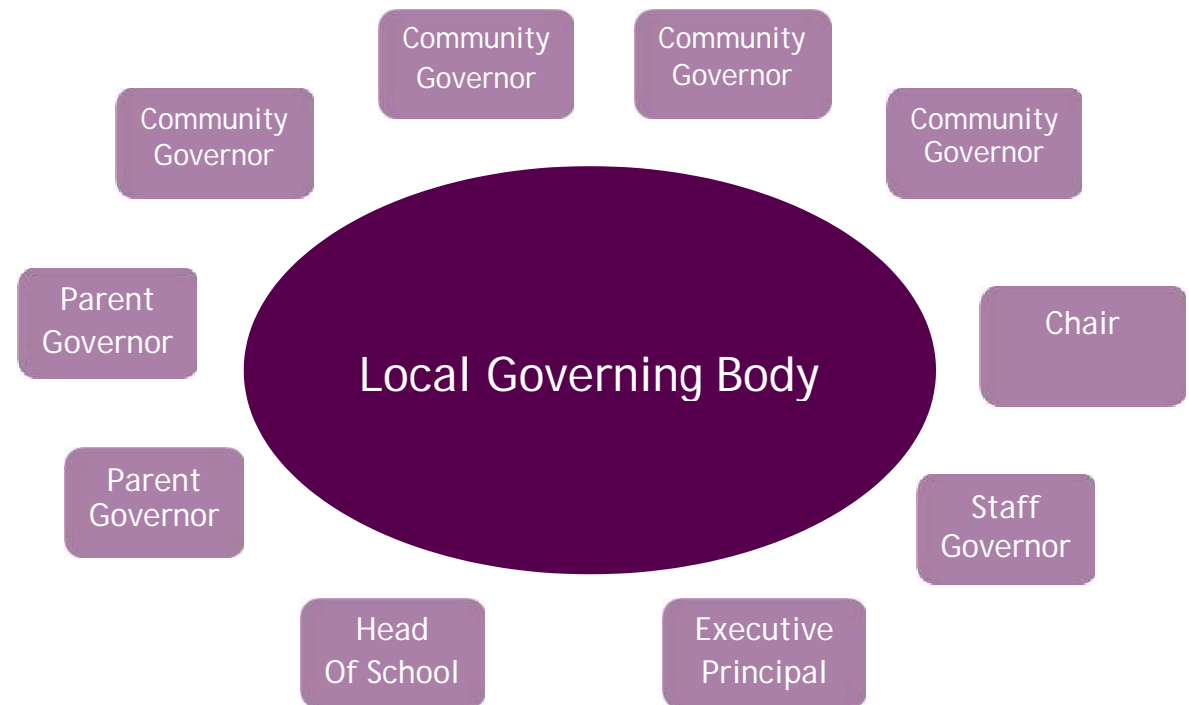 Community
Governor
Community
Governor
Community
Governor
Community
Governor
Parent
Governor
Chair
Local Governing Body
Parent
Governor
Staff
Governor
Head
Of School
Executive
Principal